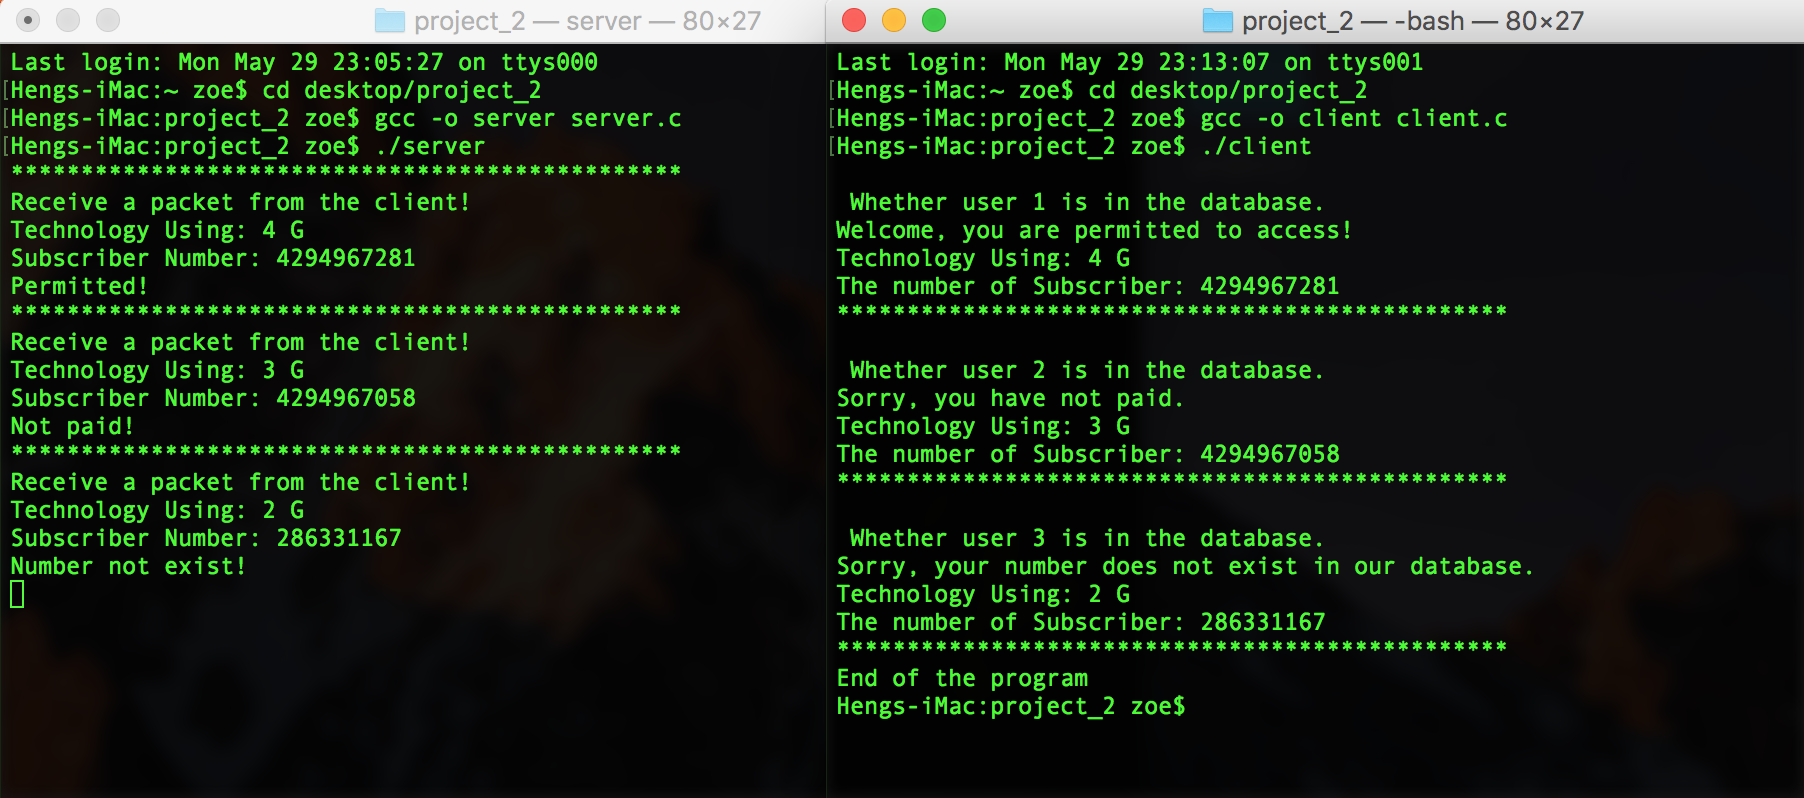 project_2 — server — 80×27
Last login: Mon May 29 23:05:27 on ttys000
[Hengs-iMac:~ zoe$ cd desktop/project_2
[Hengs-iMac:project_2 zoe$ gcc -o server server.c
[Hengs-iMac:project_2 zoe$ ./server
************************************************
Receive a packet from the client!
Technology Using: 4 G
Subscriber Number: 4294967281
Permitted!
************************************************
Receive a packet from the client!
Technology Using: 3 G
Subscriber Number: 4294967058
Not paid!
************************************************
Receive a packet from the client!
Technology Using: 2 G
Subscriber Number: 286331167
Number not exist!
project_2 — -bash — 80×27
Last login: Mon May 29 23:13:07 on ttys001
[Hengs-iMac:~ zoe$ cd desktop/project_2
[Hengs-iMac:project_2 zoe$ gcc -o client client.c
[Hengs-iMac:project_2 zoe$ ./client
Whether user 1 is in the database.
Welcome, you are permitted to access!
Technology Using: 4 G
The number of Subscriber: 4294967281
************************************************
Whether user 2 is in the database.
Sorry, you have not paid.
Technology Using: 3 G
The number of Subscriber: 4294967058
************************************************
Whether user 3 is in the database.
Sorry, your number does not exist in our database.
Technology Using: 2 G
The number of Subscriber: 286331167
************************************************
End of the program
Hengs-iMac:project_2 zoe$